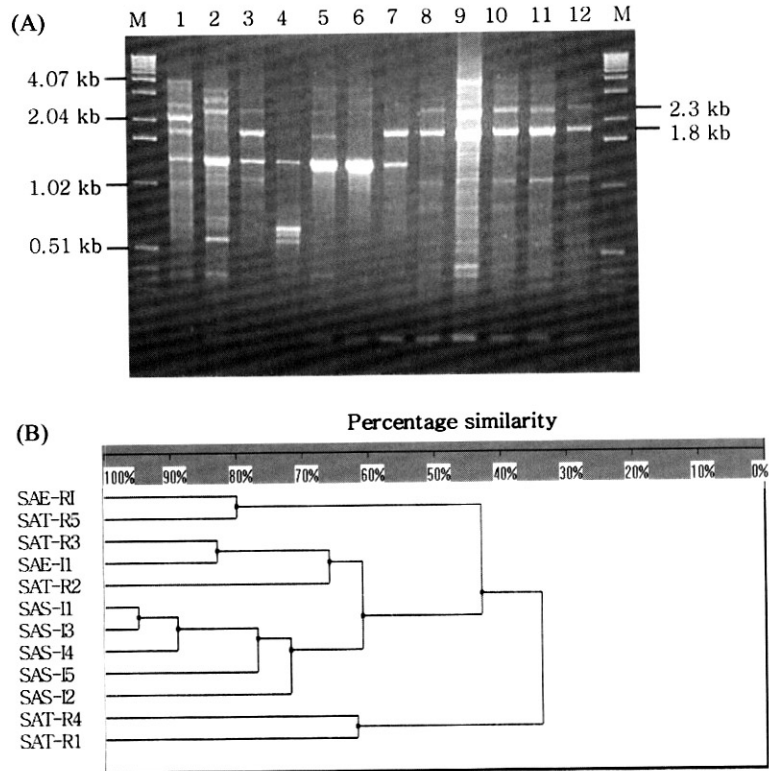 (A)
M 1 2 3 4 5 6 7 8 9 10 11 12 M
4.07 kb
2.04 kb
1.02 kb
0.51 kb
2.3 kb
1.8 kb
(B)
Percentage similarity
100% 90% 80% 70% 60% 50% 40% 30% 20% 10% 0%
SAE-R1
SAT-R5
SAT-R3
SAE-I1
SAT-R2
SAS-I1
SAS-I3
SAS-I4
SAS-I5
SAS-I2
SAT-R4
SAT-R1